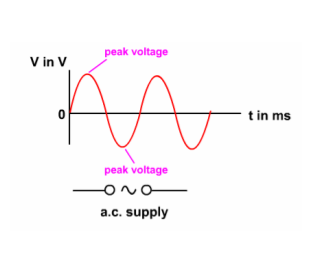 peak voltage
V in V
0
t in ms
peak voltage
a.c. supply